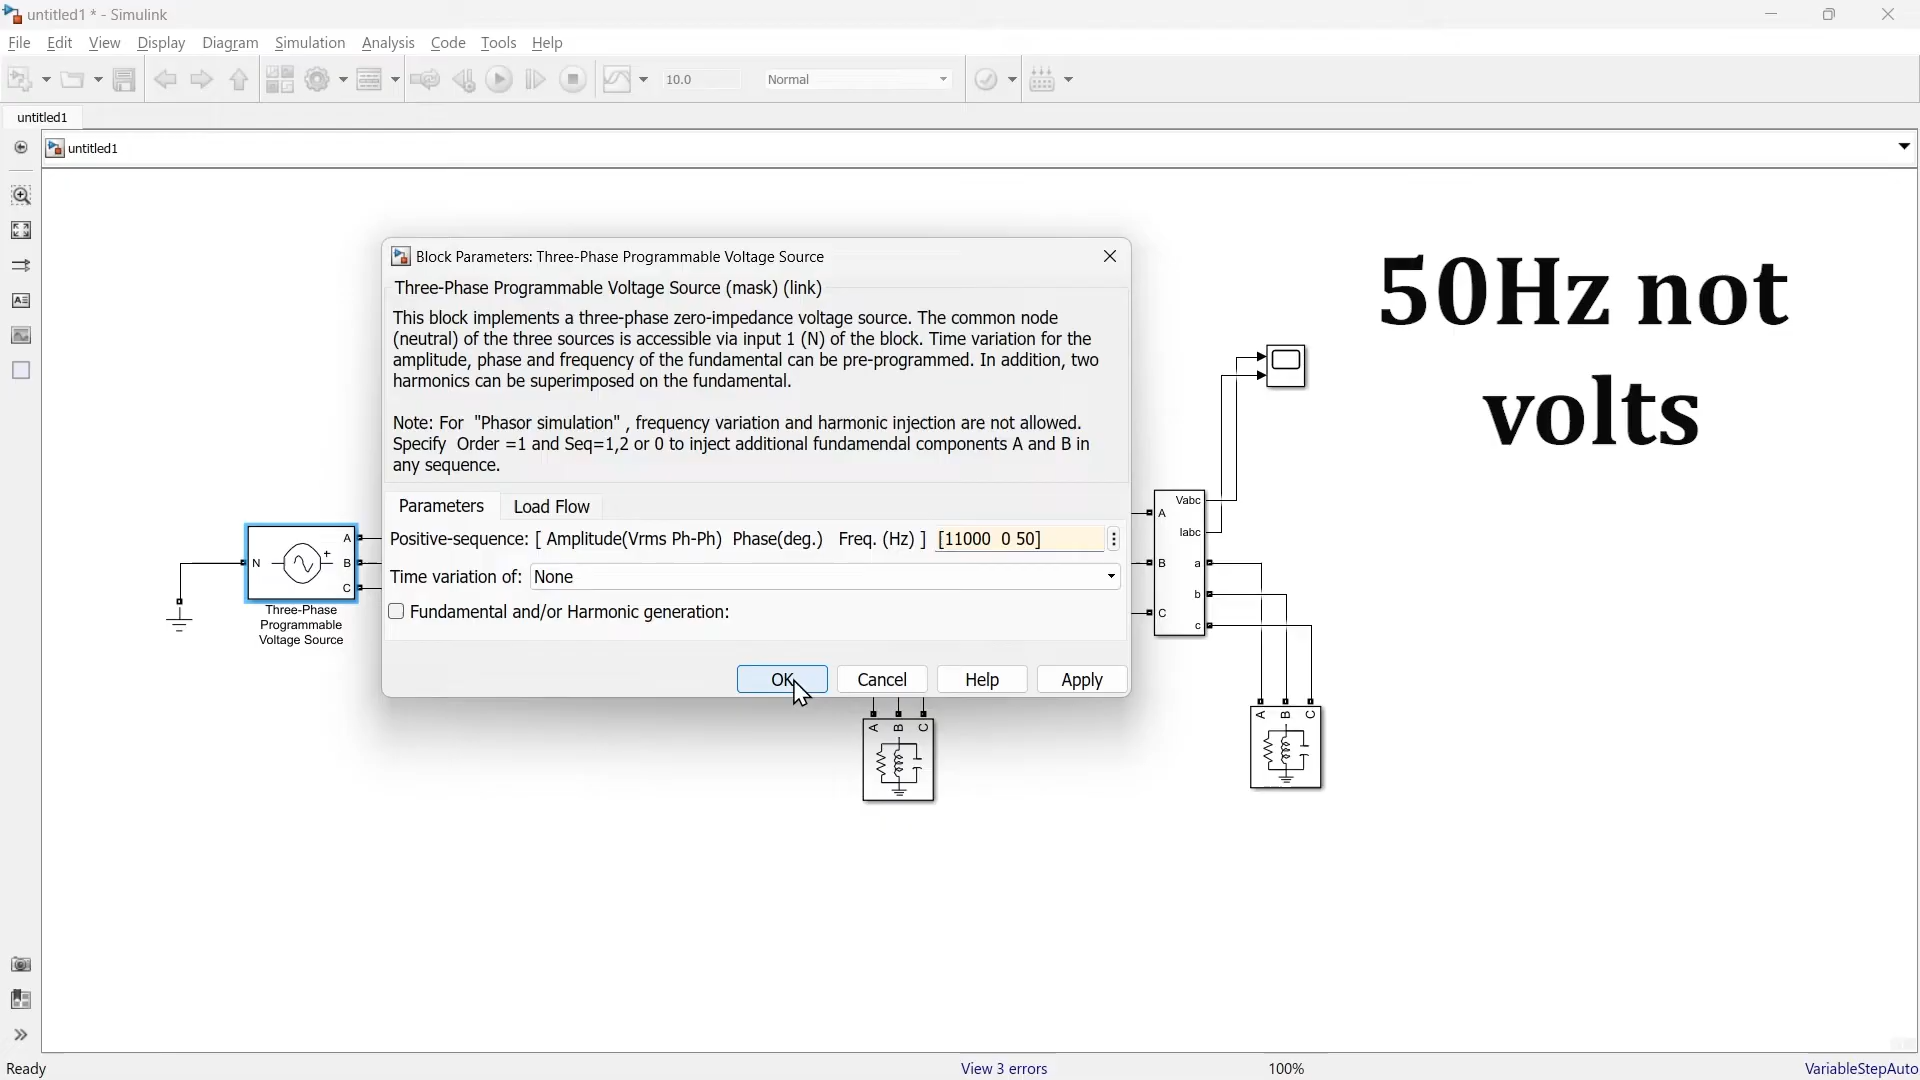 untitled1 * - Simulink
File Edit View Display Diagram Simulation Analysis Code Tools Help
10.0 Normal
untitled1
untitled1
50Hz not
volts
Block Parameters: Three-Phase Programmable Voltage Source
Three-Phase Programmable Voltage Source (mask) (link)
This block implements a three-phase zero-impedance voltage source. The common node
(neutral) of the three sources is accessible via input 1 (N) of the block. Time variation for the
amplitude, phase and frequency of the fundamental can be pre-programmed. In addition, two
harmonics can be superimposed on the fundamental.
Note: For "Phasor simulation" , frequency variation and harmonic injection are not allowed.
Specify Order =1 and Seq=1,2 or 0 to inject additional fundamendal components A and B in
any sequence.
Parameters Load Flow
Positive-sequence: [ Amplitude(Vrms Ph-Ph) Phase(deg.) Freq. (Hz) ] [11000 0 50]
Time variation of: None
Fundamental and/or Harmonic generation:
OK Cancel Help Apply
N
A
B
C
Three-Phase
Programmable
Voltage Source
Vabc
A
Iabc
B a
b
C
c
A B C
A B C
Ready View 3 errors 100% VariableStepAuto